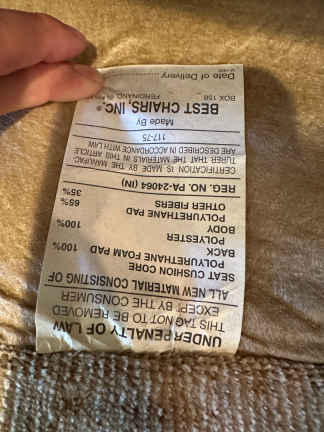 UNDER PENALTY OF LAW
THIS TAG NOT TO BE REMOVED
EXCEPT BY THE CONSUMER
ALL NEW MATERIAL CONSISTING OF
SEAT CUSHION CORE
POLYURETHANE FOAM PAD 100%
BACK
POLYESTER 100%
BODY
POLYURETHANE PAD 65%
OTHER FIBERS 35%
REG. NO. PA-24064 (IN)
CERTIFICATION IS MADE BY THE MANUFAC-
TURER THAT THE MATERIALS IN THIS ARTICLE
ARE DESCRIBED IN ACCORDANCE WITH LAW
117-75
Made By
BEST CHAIRS, INC.
BOX 158 FERDINAND,
Date of Delivery